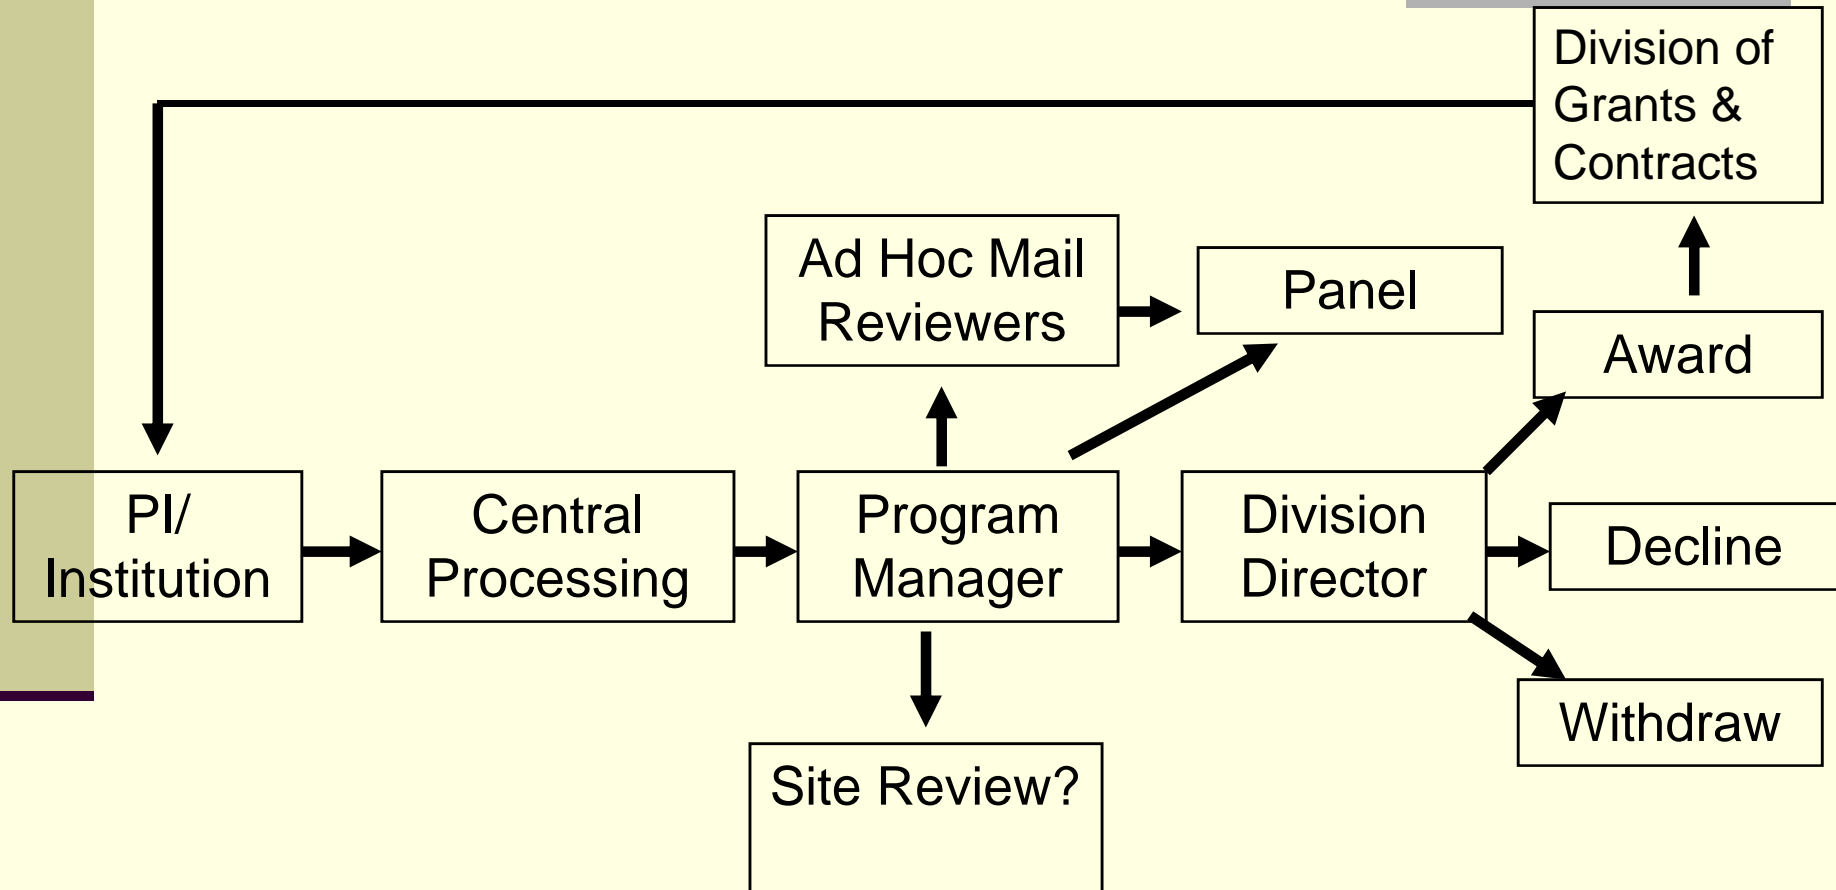 Division of
Grants &
Contracts
Ad Hoc Mail
Reviewers
Panel
Award
PI/
Institution
Central
Processing
Program
Manager
Division
Director
Decline
Withdraw
Site Review?